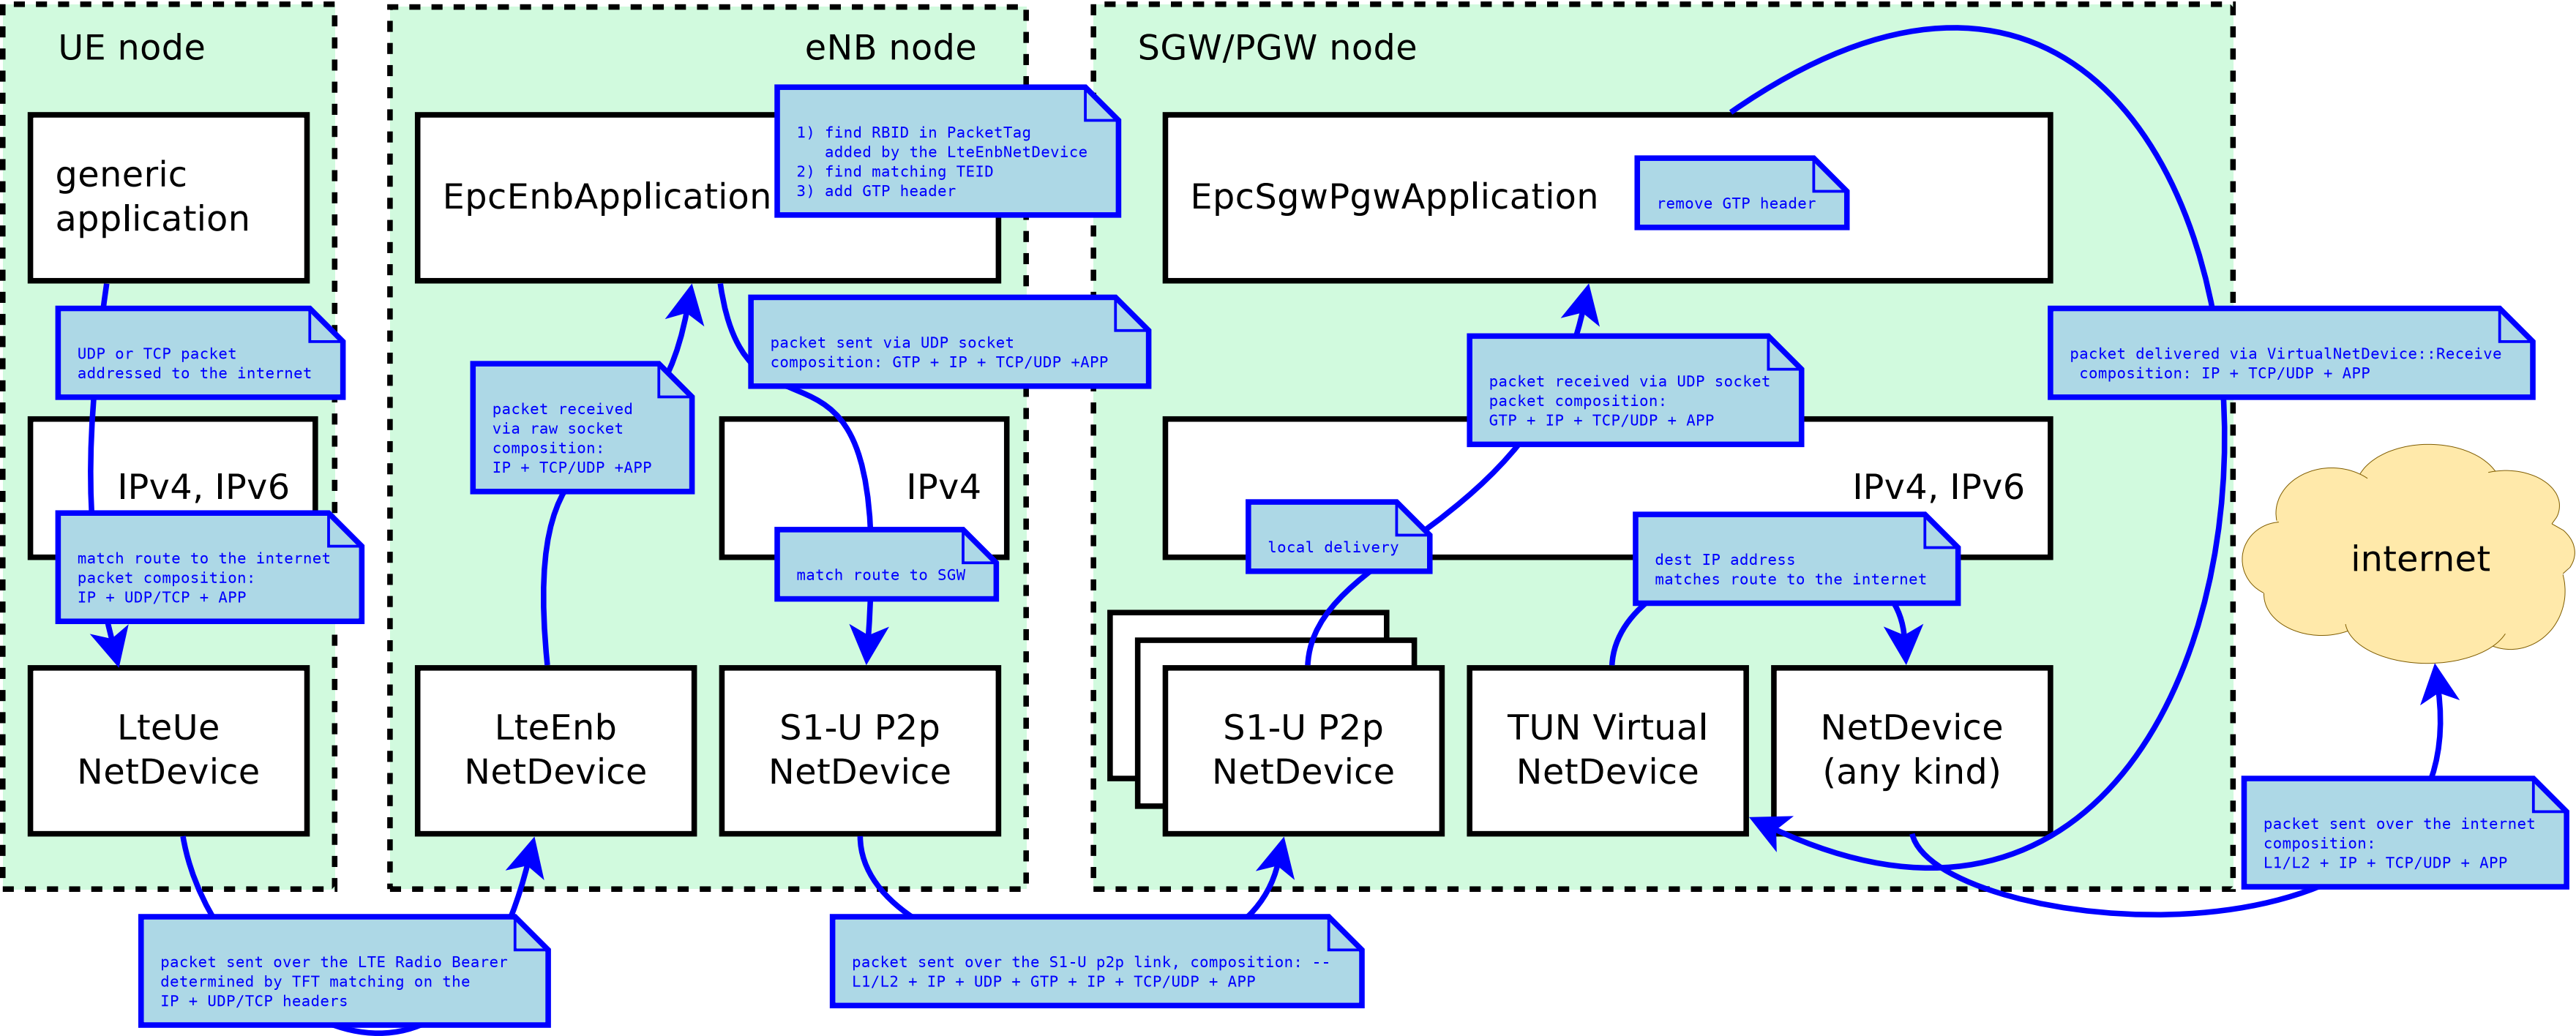 UE node
generic
application
UDP or TCP packet
addressed to the internet
IPv4, IPv6
match route to the internet
packet composition:
IP + UDP/TCP + APP
LteUe
NetDevice
packet sent over the LTE Radio Bearer
determined by TFT matching on the
IP + UDP/TCP headers
eNB node
EpcEnbApplication
1) find RBID in PacketTag
added by the LteEnbNetDevice
2) find matching TEID
3) add GTP header
packet sent via UDP socket
composition: GTP + IP + TCP/UDP +APP
packet received
via raw socket
composition:
IP + TCP/UDP +APP
IPv4
match route to SGW
LteEnb
NetDevice
S1-U P2p
NetDevice
packet sent over the S1-U p2p link, composition: --
L1/L2 + IP + UDP + GTP + IP + TCP/UDP + APP
SGW/PGW node
EpcSgwPgwApplication
remove GTP header
packet received via UDP socket
packet composition:
GTP + IP + TCP/UDP + APP
packet delivered via VirtualNetDevice::Receive
composition: IP + TCP/UDP + APP
IPv4, IPv6
local delivery
dest IP address
matches route to the internet
S1-U P2p
NetDevice
TUN Virtual
NetDevice
NetDevice
(any kind)
internet
packet sent over the internet
composition:
L1/L2 + IP + TCP/UDP + APP